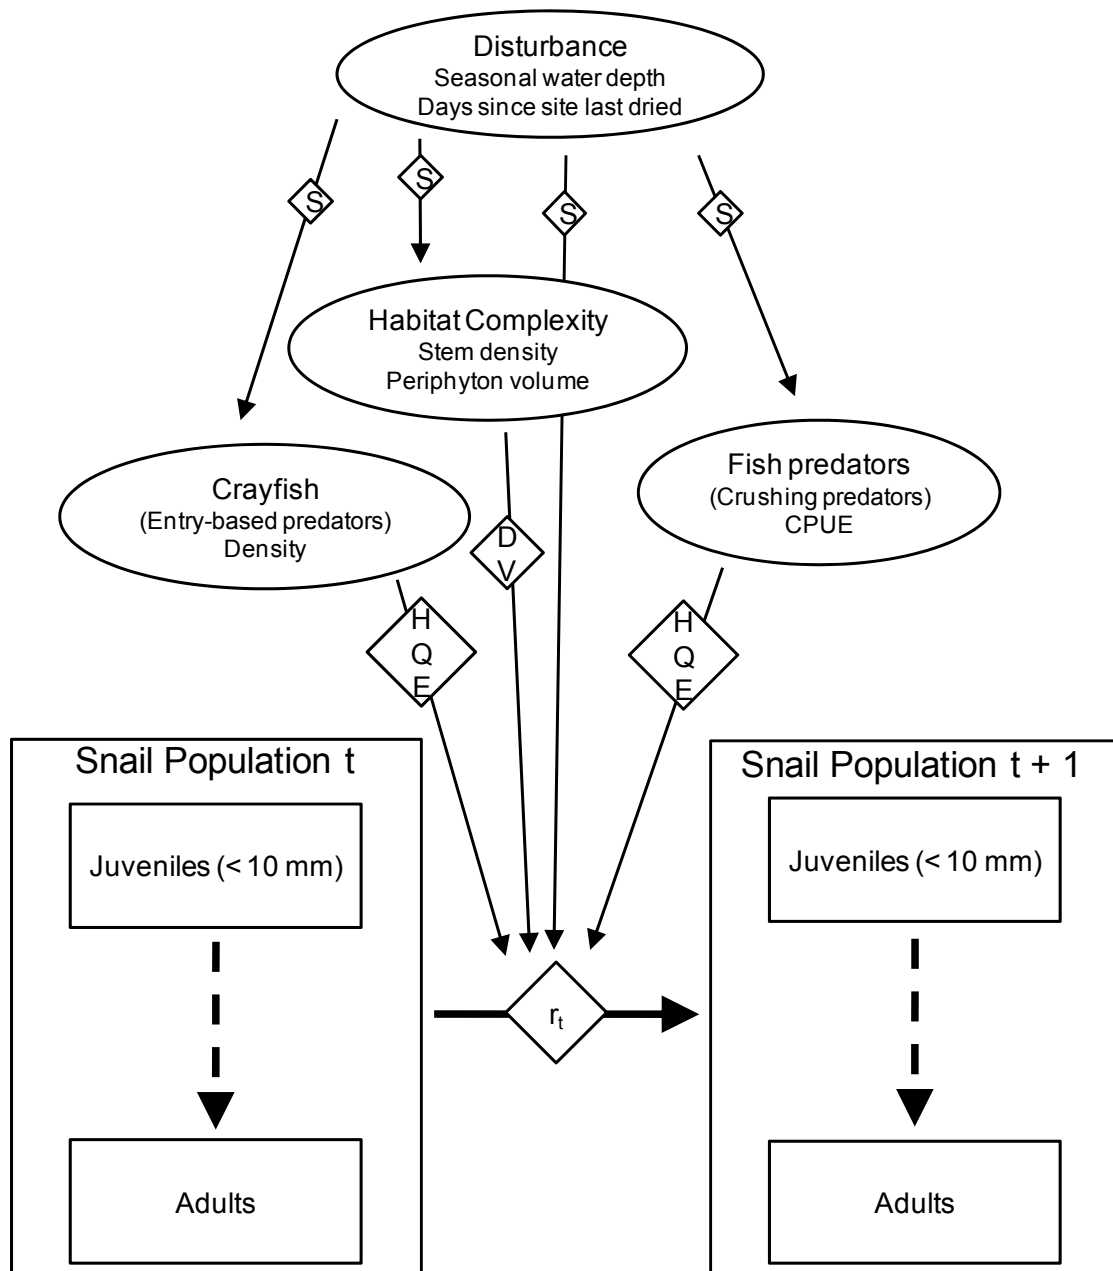 Disturbance
Seasonal water depth
Days since site last dried
S
S
S
S
Habitat Complexity
Stem density
Periphyton volume
Crayfish
(Entry-based predators)
Density
Fish predators
(Crushing predators)
CPUE
D
V
H
Q
E
H
Q
E
Snail Population t
Juveniles (< 10 mm)
Adults
rt
Snail Population t + 1
Juveniles (< 10 mm)
Adults